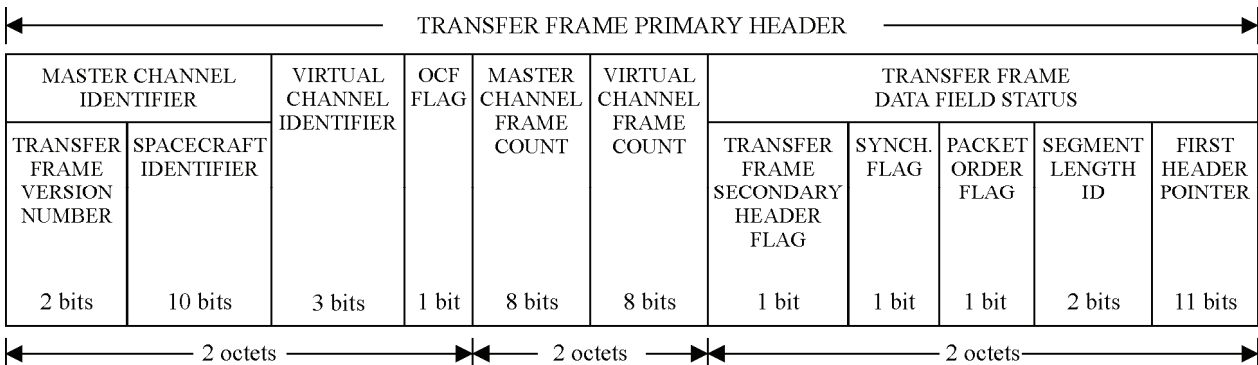 TRANSFER FRAME PRIMARY HEADER
MASTER CHANNEL
IDENTIFIER
VIRTUAL
CHANNEL
IDENTIFIER
OCF
FLAG
MASTER
CHANNEL
FRAME
COUNT
VIRTUAL
CHANNEL
FRAME
COUNT
TRANSFER FRAME
DATA FIELD STATUS
TRANSFER
FRAME
VERSION
NUMBER
SPACECRAFT
IDENTIFIER
TRANSFER
FRAME
SECONDARY
HEADER
FLAG
SYNCH.
FLAG
PACKET
ORDER
FLAG
SEGMENT
LENGTH
ID
FIRST
HEADER
POINTER
2 bits
10 bits
3 bits
1 bit
8 bits
8 bits
1 bit
1 bit
1 bit
2 bits
11 bits
2 octets
2 octets
2 octets